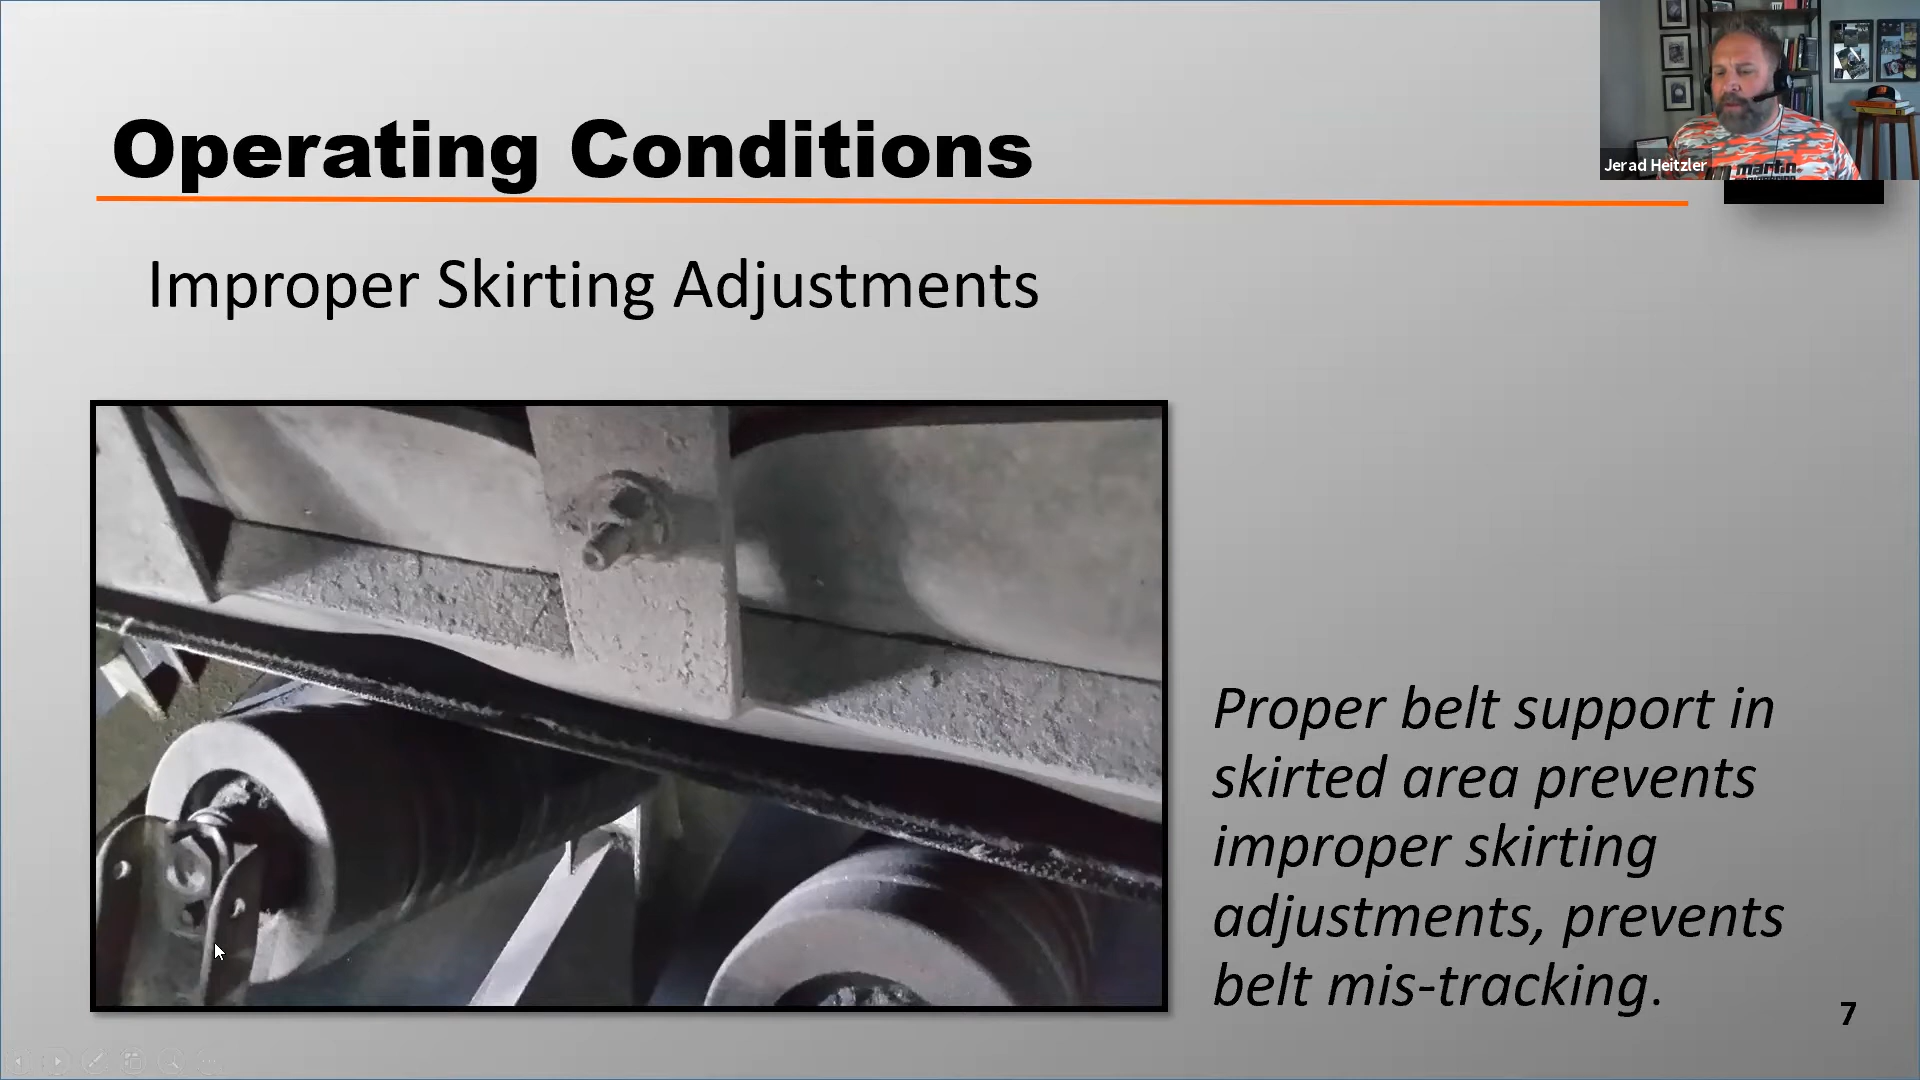 Operating Conditions
Jerad Heitzler
martin
Improper Skirting Adjustments
Proper belt support in
skirted area prevents
improper skirting
adjustments, prevents
belt mis-tracking.
7